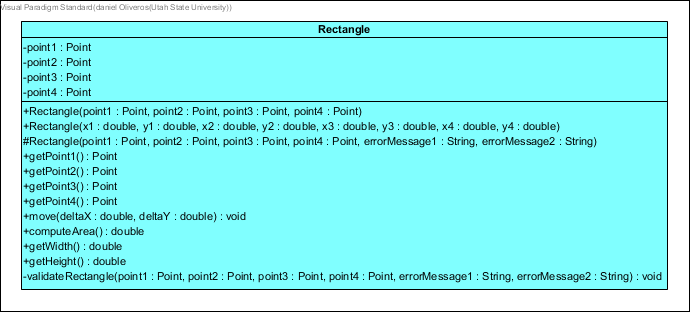 Visual Paradigm Standard(daniel Oliveros(Utah State University))
Rectangle
-point1 : Point
-point2 : Point
-point3 : Point
-point4 : Point
+Rectangle(point1 : Point, point2 : Point, point3 : Point, point4 : Point)
+Rectangle(x1 : double, y1 : double, x2 : double, y2 : double, x3 : double, y3 : double, x4 : double, y4 : double)
#Rectangle(point1 : Point, point2 : Point, point3 : Point, point4 : Point, errorMessage1 : String, errorMessage2 : String)
+getPoint1() : Point
+getPoint2() : Point
+getPoint3() : Point
+getPoint4() : Point
+move(deltaX : double, deltaY : double) : void
+computeArea() : double
+getWidth() : double
+getHeight() : double
-validateRectangle(point1 : Point, point2 : Point, point3 : Point, point4 : Point, errorMessage1 : String, errorMessage2 : String) : void